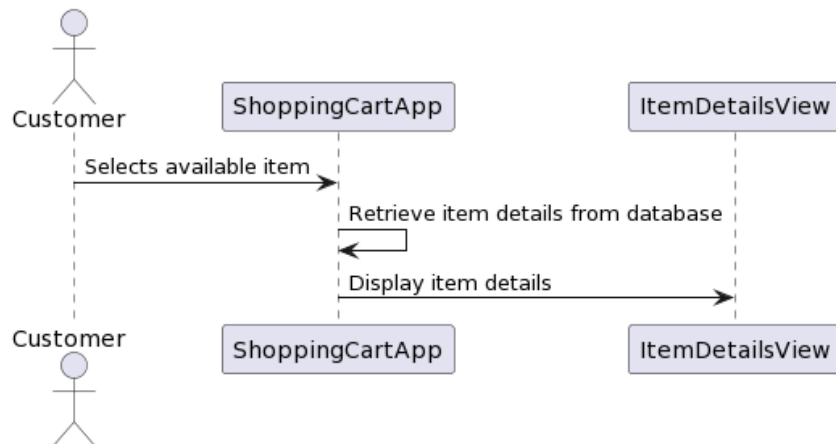 Customer
ShoppingCartApp
ItemDetailsView
Selects available item
Retrieve item details from database
Display item details
Customer
ShoppingCartApp
ItemDetailsView